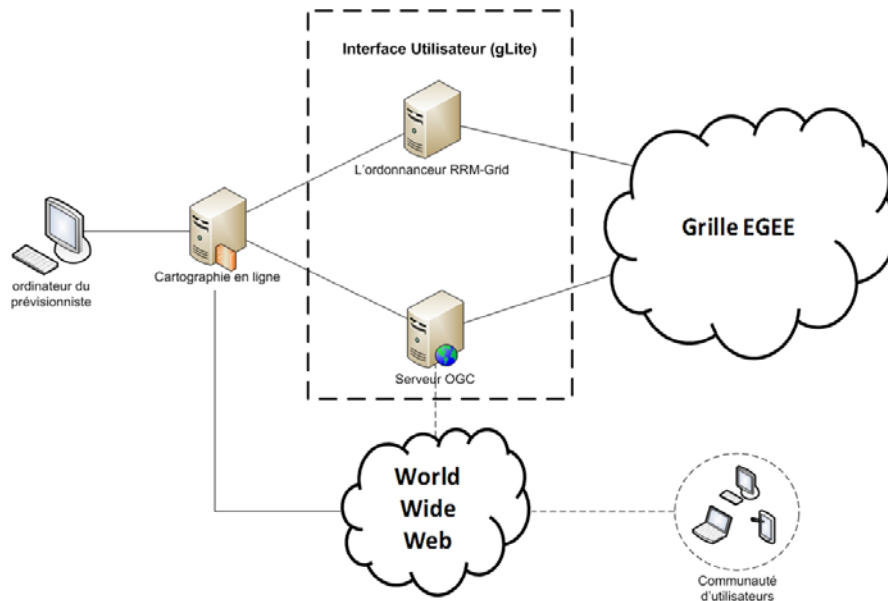 Interface Utilisateur (gLite)
L'ordonnanceur RRM-Grid
Grille EGEE
ordinateur du
prévisionniste
Cartographie en ligne
Serveur OGC
World
Wide
Web
Communauté
d'utilisateurs